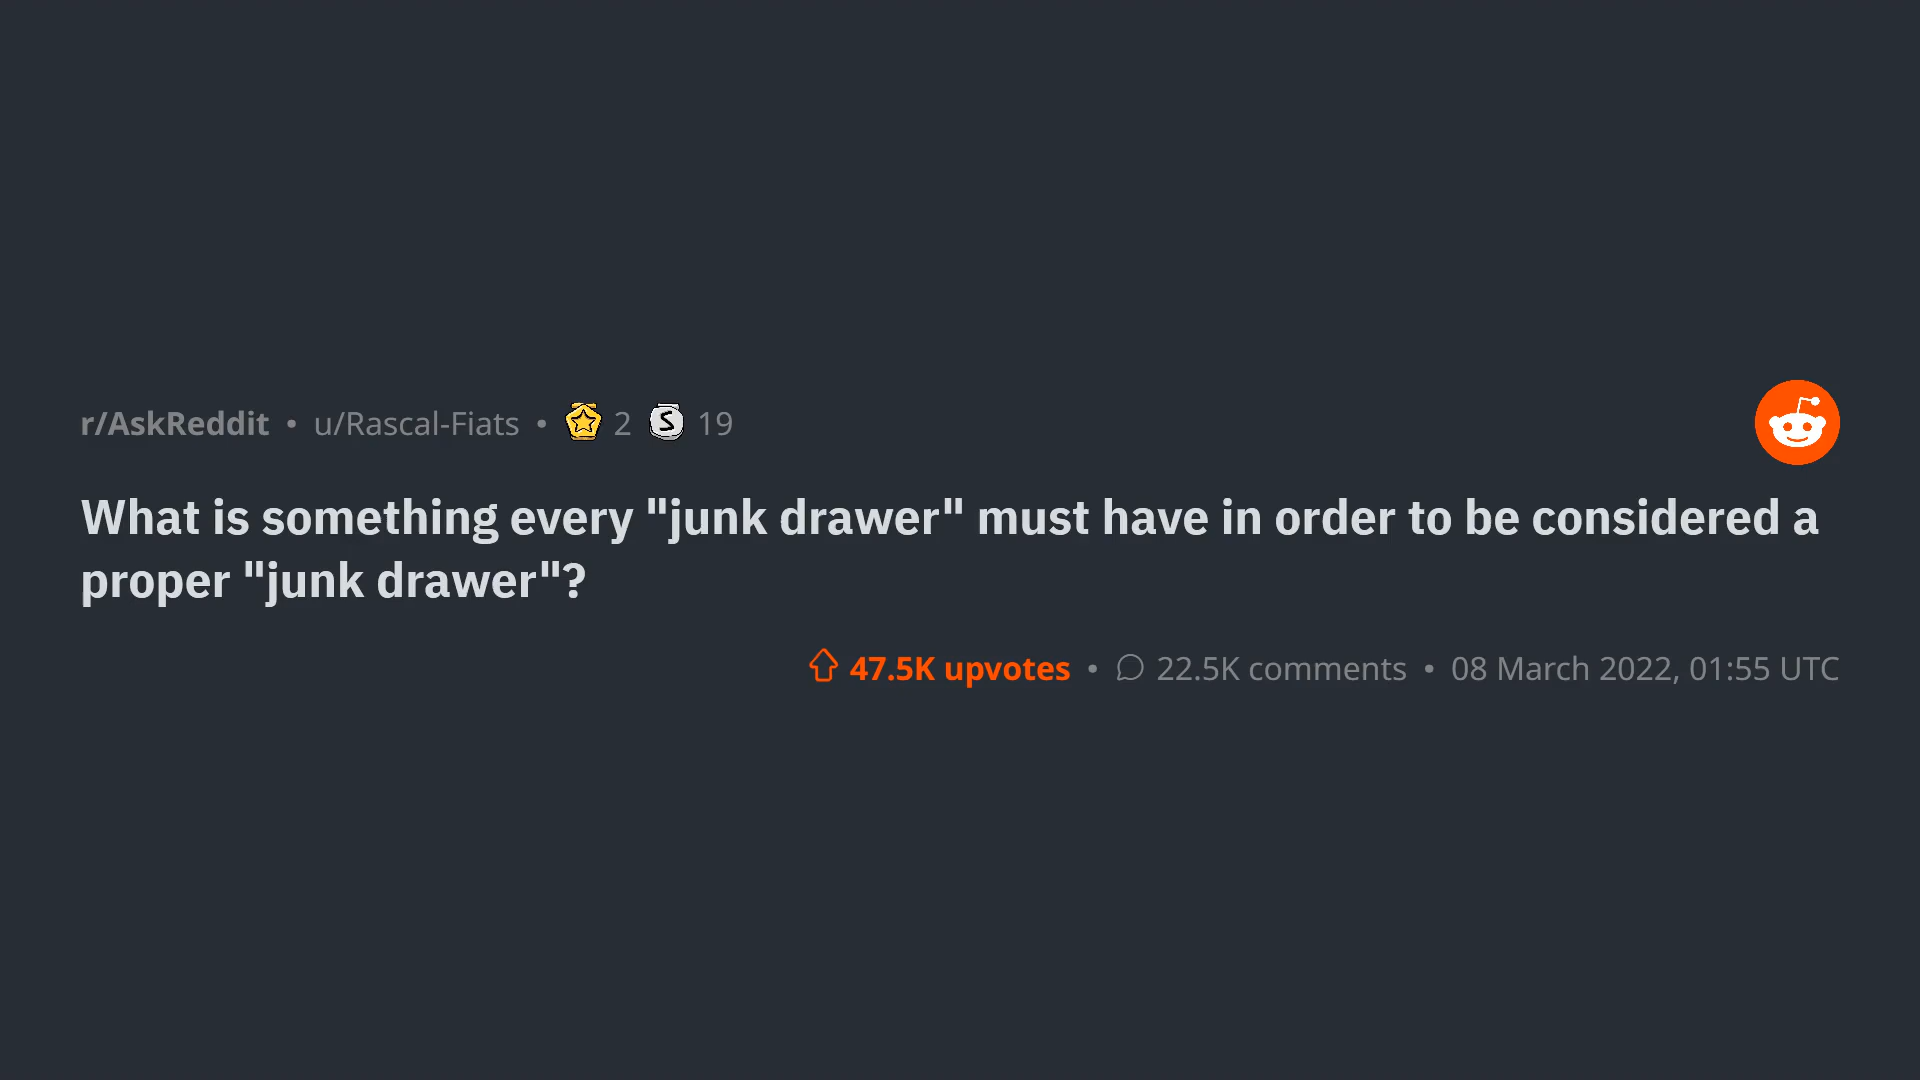 r/AskReddit • u/Rascal-Fiats • 2 S 19
What is something every "junk drawer" must have in order to be considered a
proper "junk drawer"?
47.5K upvotes • 22.5K comments • 08 March 2022, 01:55 UTC